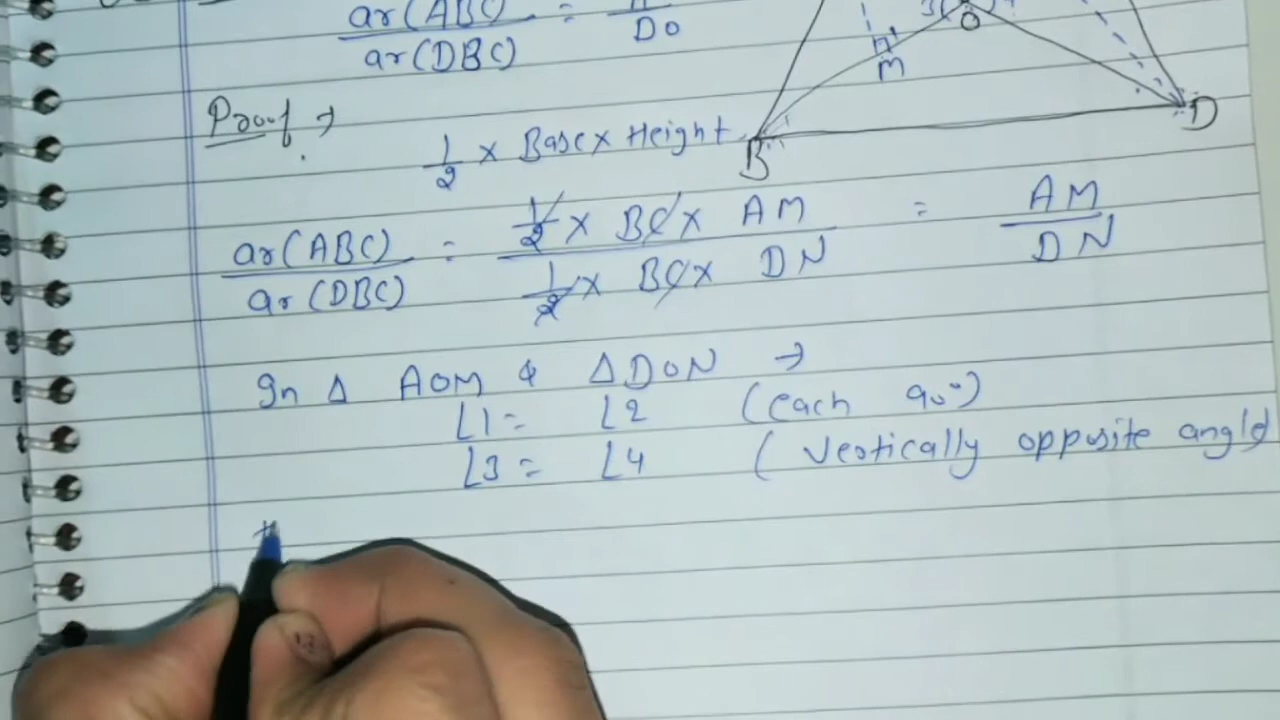 ar(ABC) =
ar(DBC) DO
Proof →
1/2 × Base × Height
ar(ABC) = 1/2 × BC × AM = AM
ar(DBC) 1/2 × BC × DN DN
In Δ AOM & ΔDON →
∠1 = ∠2 (each 90°)
∠3 = ∠4 (Vertically opposite angle)
O
M
B
D